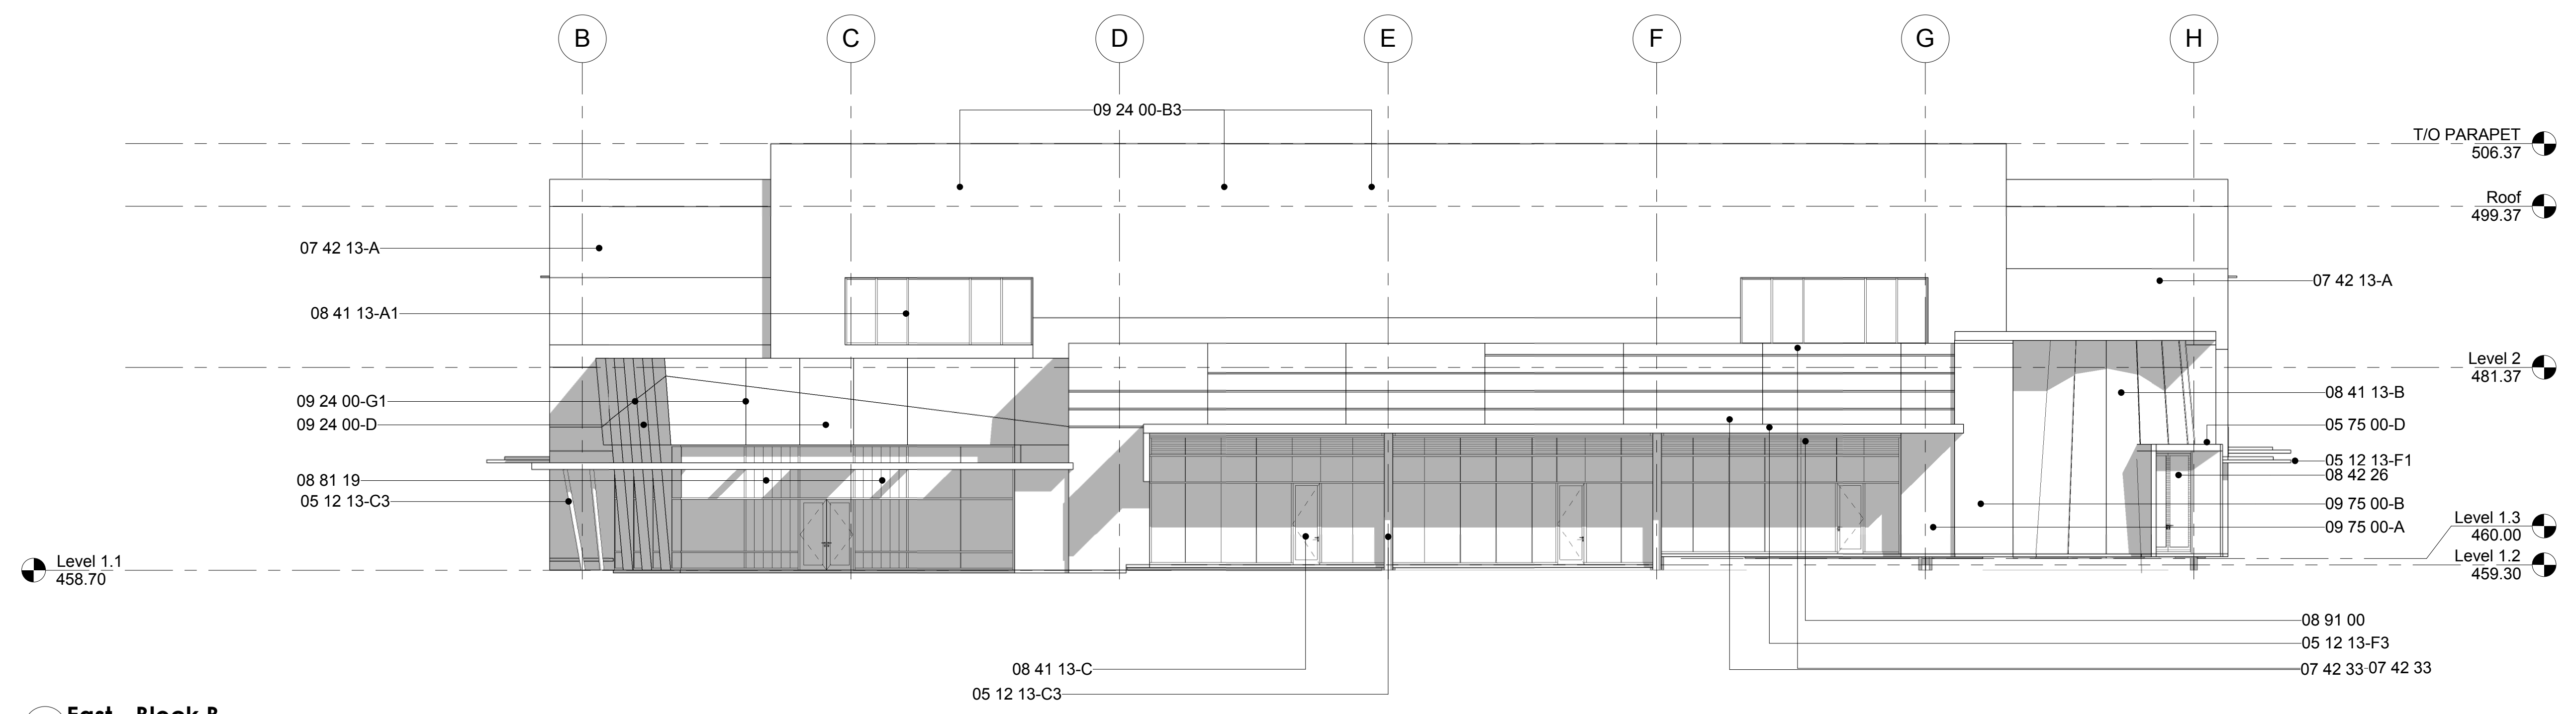 B C D E F G H
09 24 00-B3
T/O PARAPET
506.37
Roof
499.37
07 42 13-A
07 42 13-A
08 41 13-A1
Level 2
481.37
08 41 13-B
09 24 00-G1
09 24 00-D
05 75 00-D
05 12 13-F1
08 42 26
08 81 19
05 12 13-C3
09 75 00-B
09 75 00-A
Level 1.3
460.00
Level 1.2
459.30
Level 1.1
458.70
08 91 00
05 12 13-F3
08 41 13-C
07 42 33 07 42 33
05 12 13-C3
East - Block B